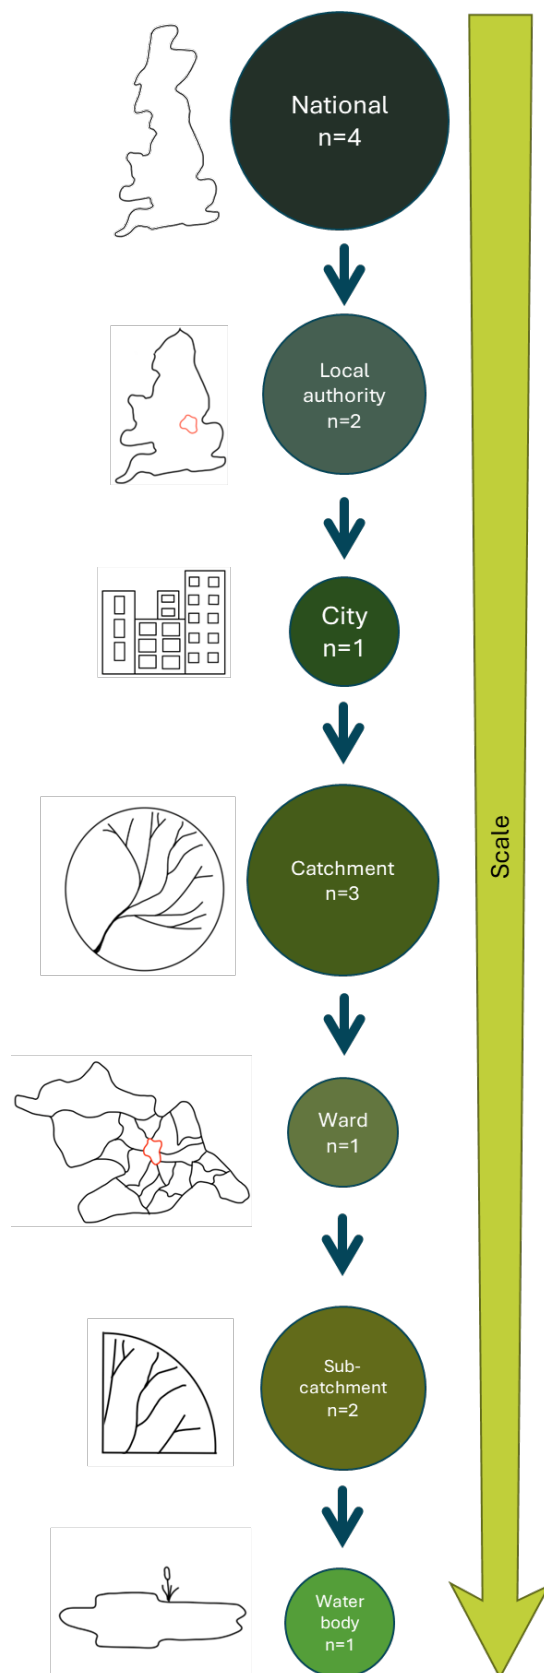 National
n=4
Local
authority
n=2
City
n=1
Catchment
n=3
Scale
Ward
n=1
Sub-
catchment
n=2
Water
body
n=1